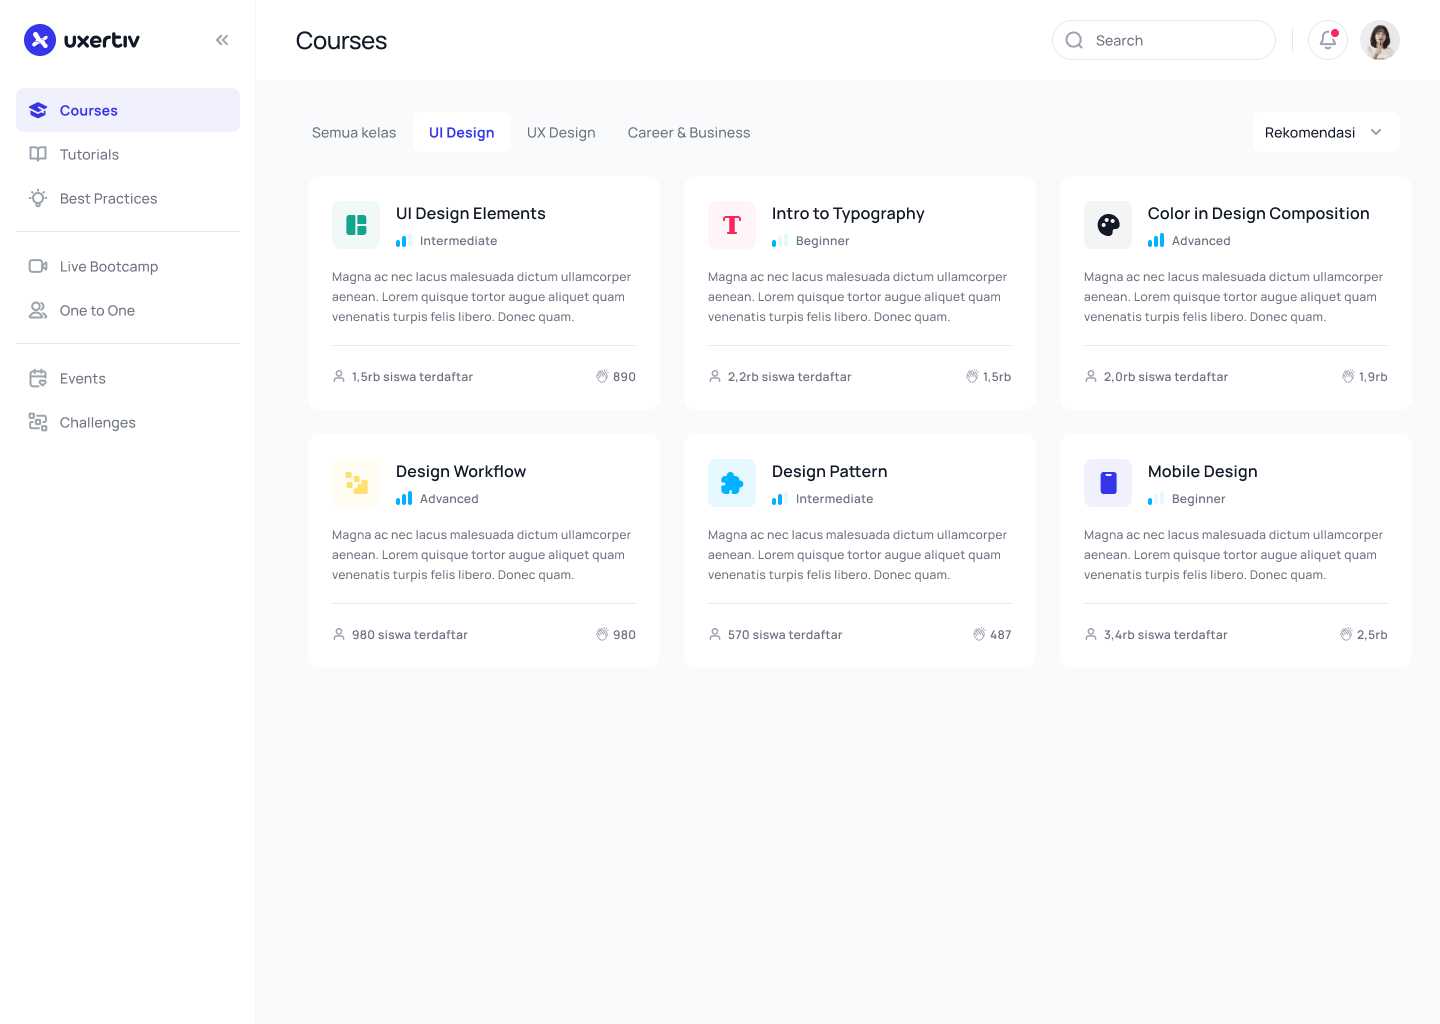 uxertiv
Courses
Tutorials
Best Practices
Live Bootcamp
One to One
Events
Challenges
Courses
Search
Semua kelas
UI Design
UX Design
Career & Business
Rekomendasi
UI Design Elements
Intermediate
Magna ac nec lacus malesuada dictum ullamcorper
aenean. Lorem quisque tortor augue aliquet quam
venenatis turpis felis libero. Donec quam.
1,5rb siswa terdaftar
890
Intro to Typography
Beginner
Magna ac nec lacus malesuada dictum ullamcorper
aenean. Lorem quisque tortor augue aliquet quam
venenatis turpis felis libero. Donec quam.
2,2rb siswa terdaftar
1,5rb
Color in Design Composition
Advanced
Magna ac nec lacus malesuada dictum ullamcorper
aenean. Lorem quisque tortor augue aliquet quam
venenatis turpis felis libero. Donec quam.
2,0rb siswa terdaftar
1,9rb
Design Workflow
Advanced
Magna ac nec lacus malesuada dictum ullamcorper
aenean. Lorem quisque tortor augue aliquet quam
venenatis turpis felis libero. Donec quam.
980 siswa terdaftar
980
Design Pattern
Intermediate
Magna ac nec lacus malesuada dictum ullamcorper
aenean. Lorem quisque tortor augue aliquet quam
venenatis turpis felis libero. Donec quam.
570 siswa terdaftar
487
Mobile Design
Beginner
Magna ac nec lacus malesuada dictum ullamcorper
aenean. Lorem quisque tortor augue aliquet quam
venenatis turpis felis libero. Donec quam.
3,4rb siswa terdaftar
2,5rb